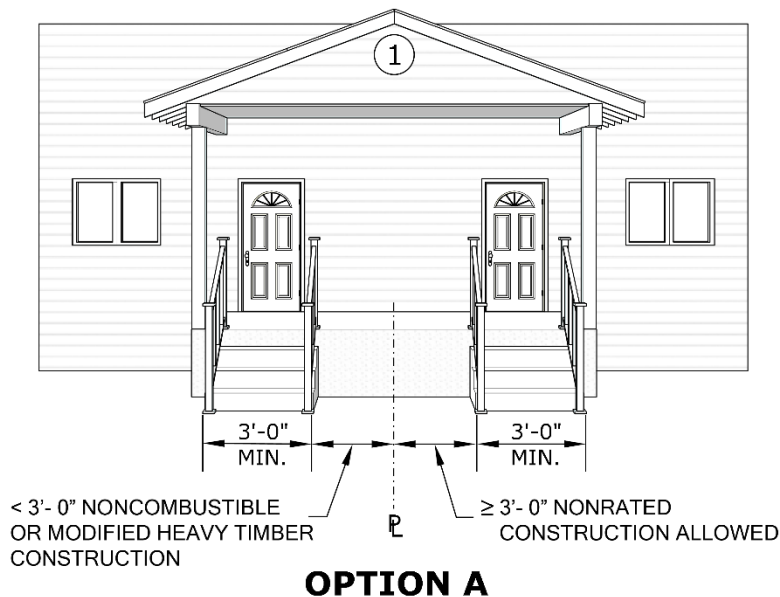 1
3'-0"
MIN.
3'-0"
MIN.
< 3'- 0" NONCOMBUSTIBLE
OR MODIFIED HEAVY TIMBER
CONSTRUCTION
PL
≥ 3'- 0" NONRATED
CONSTRUCTION ALLOWED
OPTION A